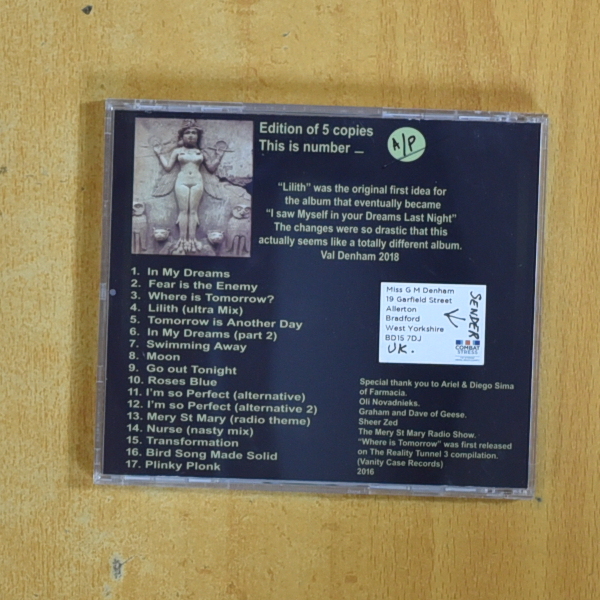 Edition of 5 copies
This is number _
A/P
"Lilith" was the original first idea for
the album that eventually became
"I saw Myself in your Dreams Last Night"
The changes were so drastic that this
actually seems like a totally different album.
Val Denham 2018
1. In My Dreams
2. Fear is the Enemy
3. Where is Tomorrow?
4. Lilith (ultra Mix)
5. Tomorrow is Another Day
6. In My Dreams (part 2)
7. Swimming Away
8. Moon
9. Go out Tonight
10. Roses Blue
11. I'm so Perfect (alternative)
12. I'm so Perfect (alternative 2)
13. Mery St Mary (radio theme)
14. Nurse (nasty mix)
15. Transformation
16. Bird Song Made Solid
17. Plinky Plonk
Miss G M Denham
19 Garfield Street
Allerton
Bradford
West Yorkshire
BD15 7DJ
UK.
SENDER
COMBAT
STRESS
Special thank you to Ariel & Diego Sima
of Farmacia.
Oli Novadnieks.
Graham and Dave of Geese.
Sheer Zed
The Mery St Mary Radio Show.
"Where is Tomorrow" was first released
on The Reality Tunnel 3 compilation.
(Vanity Case Records)
2016